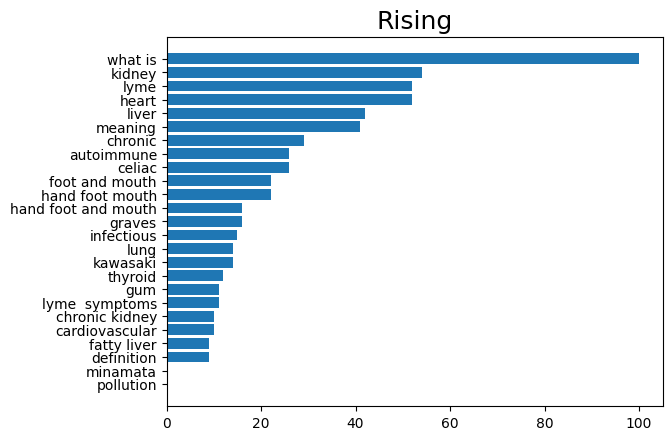 Rising
what is
kidney
lyme
heart
liver
meaning
chronic
autoimmune
celiac
foot and mouth
hand foot mouth
hand foot and mouth
graves
infectious
lung
kawasaki
thyroid
gum
lyme  symptoms
chronic kidney
cardiovascular
fatty liver
definition
minamata
pollution
0 20 40 60 80 100